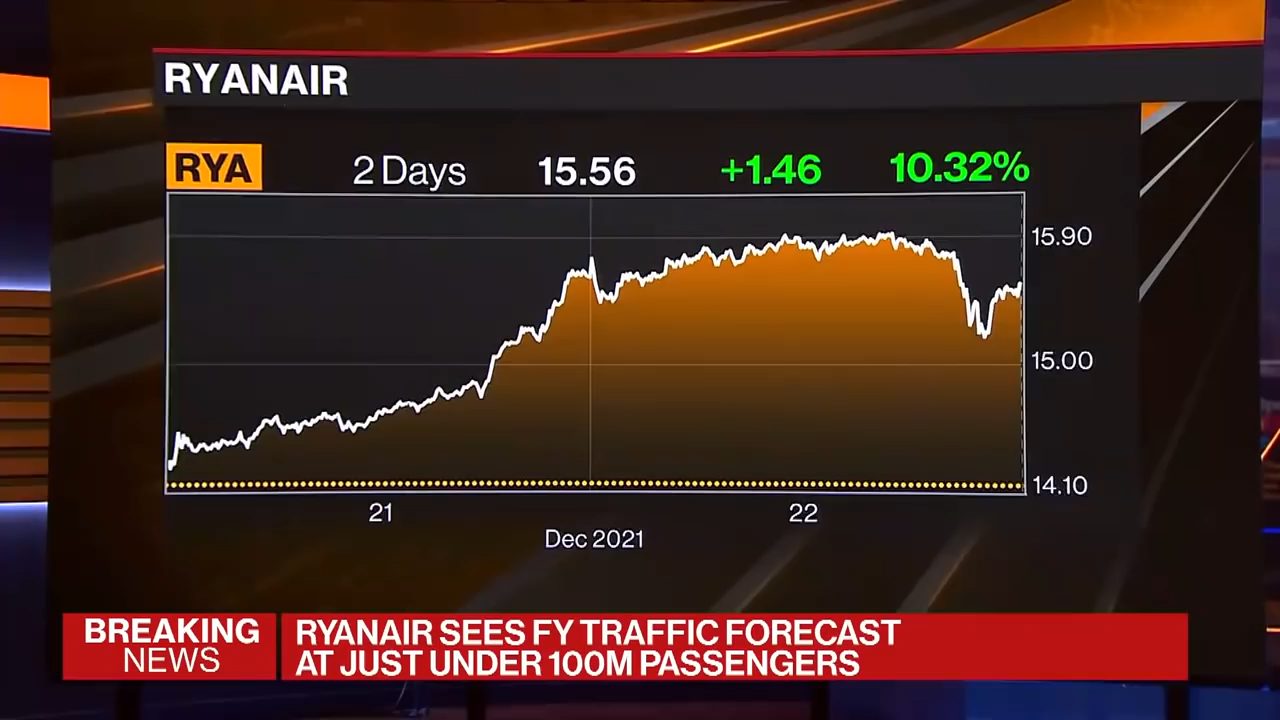 RYANAIR
RYA 2 Days 15.56 +1.46 10.32%
15.90
15.00
14.10
21 22
Dec 2021
BREAKING NEWS
RYANAIR SEES FY TRAFFIC FORECAST
AT JUST UNDER 100M PASSENGERS